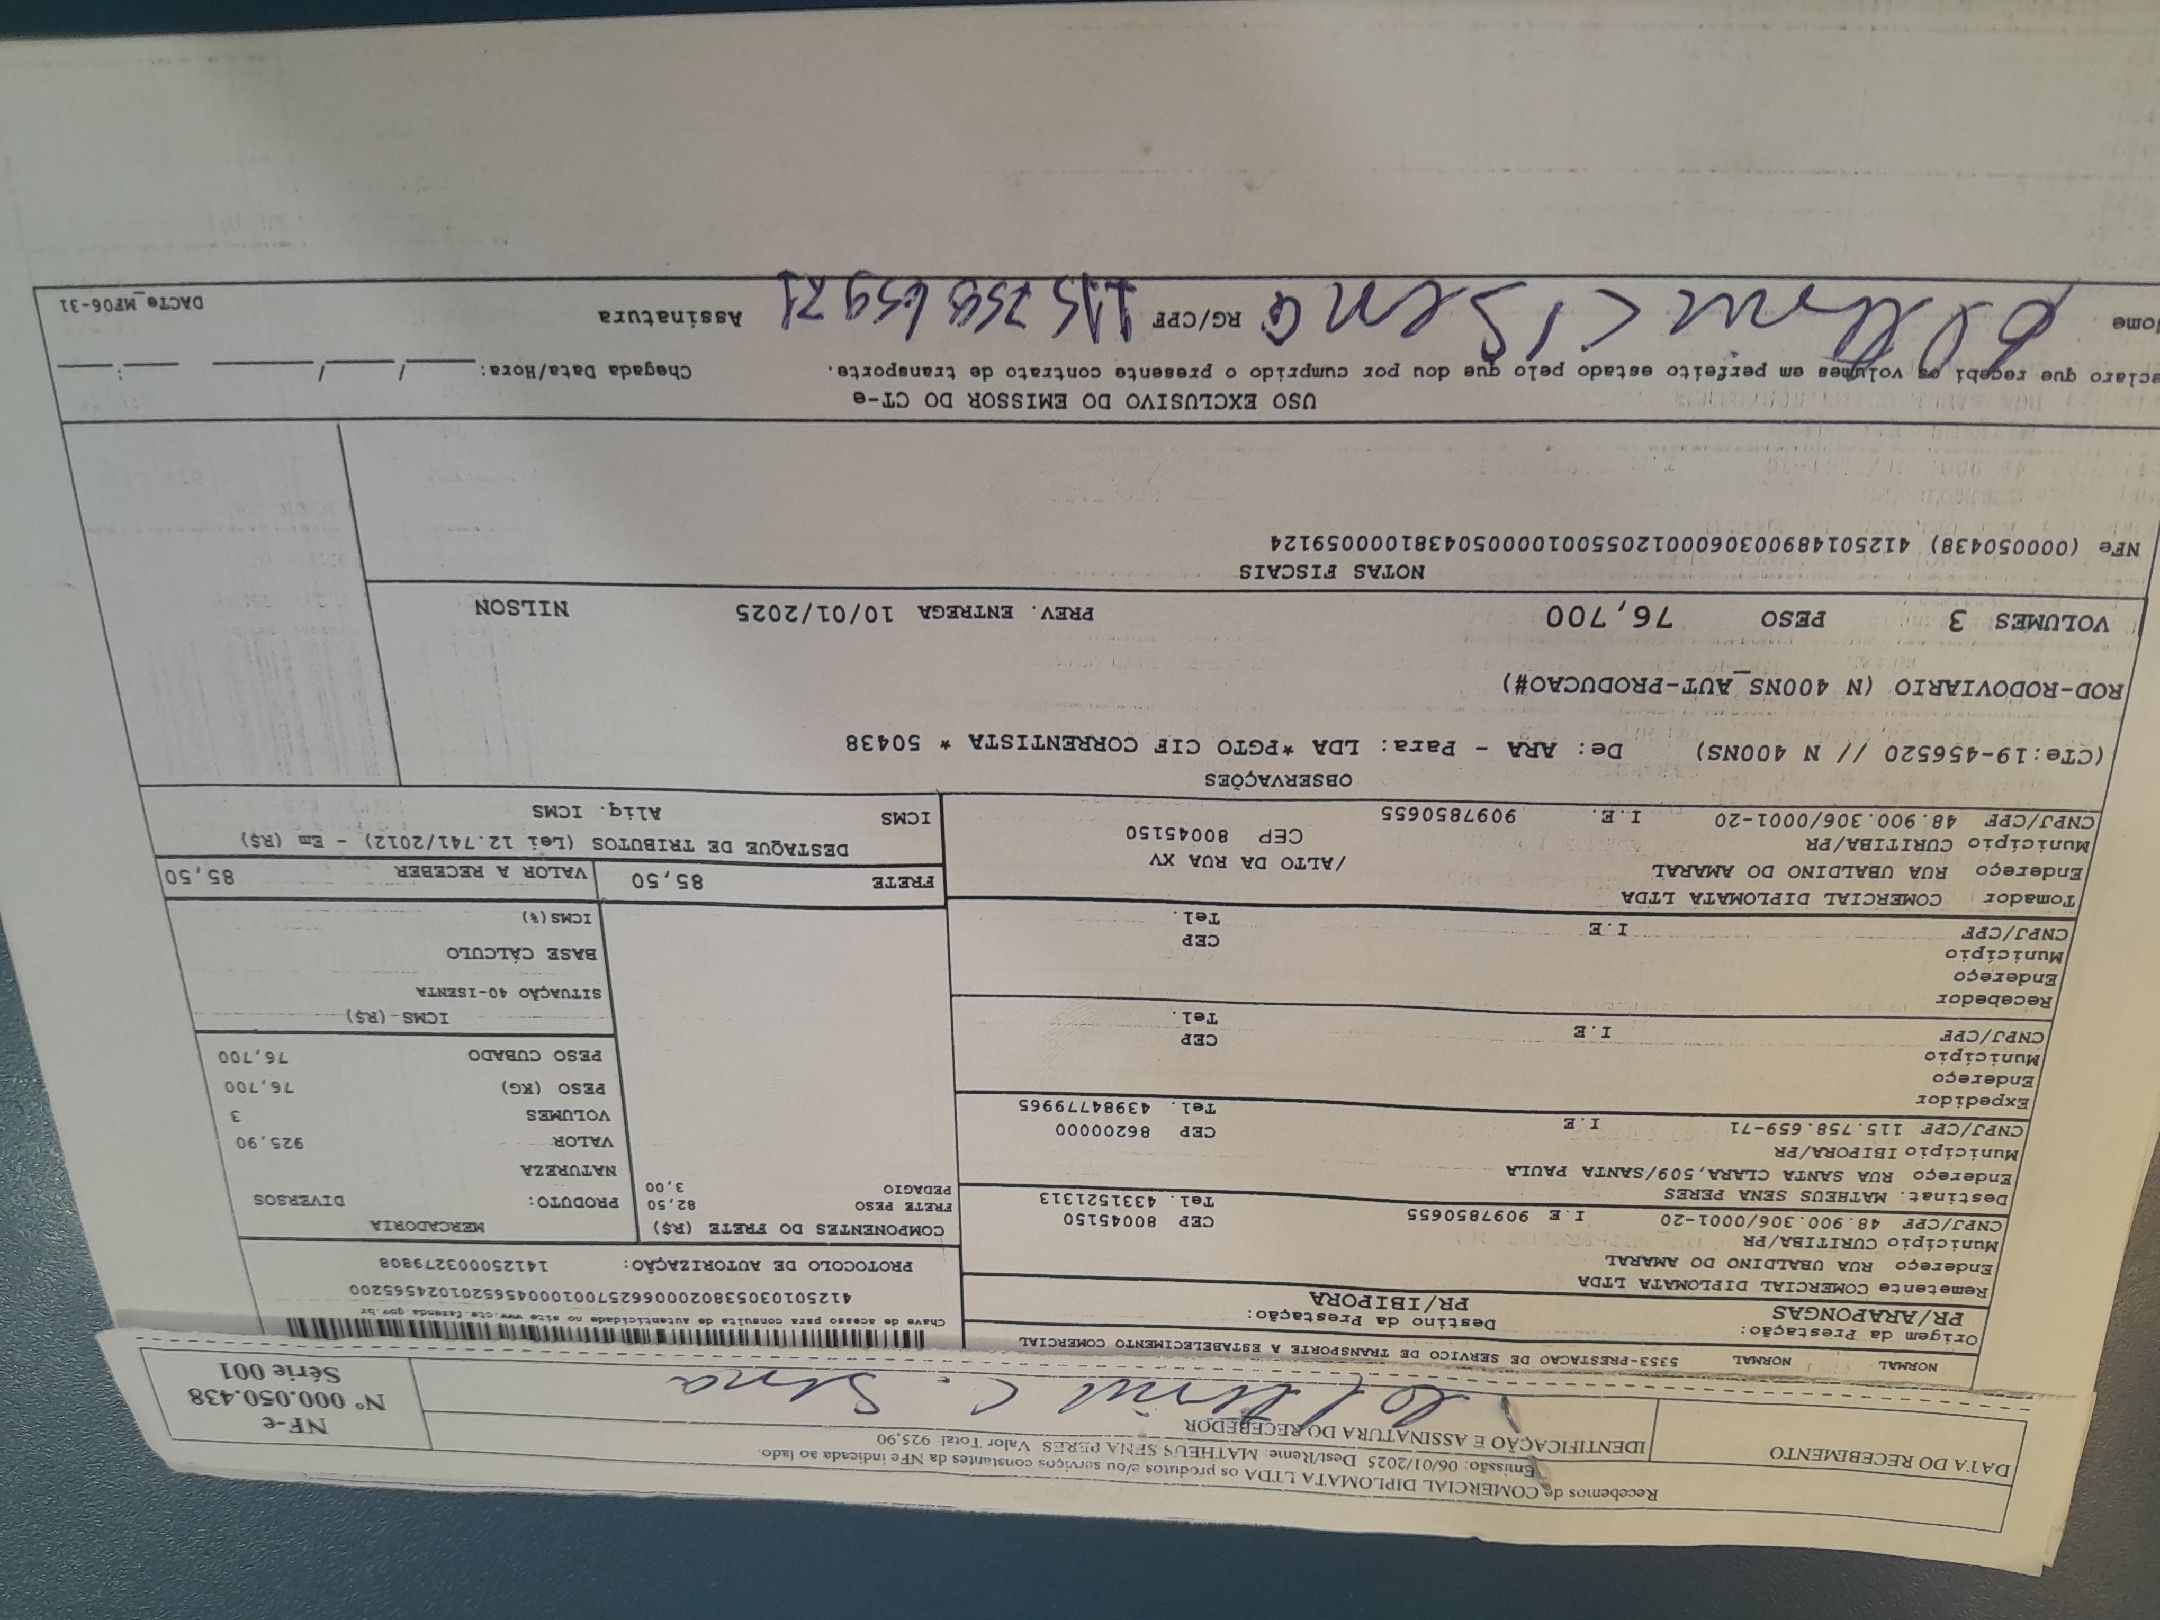 Recebemos de COMERCIAL DIPLOMATA LTDA os produtos e/ou serviços constantes da NFe indicada ao lado.
Emissão: 06/01/2025 Dest/Reme: MATHEUS SENA PERES Valor Total: 925,90
DATA DO RECEBIMENTO
IDENTIFICAÇÃO E ASSINATURA DO RECEBEDOR
C. Sena
NF-e
Nº 000.050.438
Série 001
NORMAL NORMAL 5353-PRESTACAO DE SERVICO DE TRANSPORTE A ESTABELECIMENTO COMERCIAL
Origem da Prestação:
PR/ARAPONGAS
Destino da Prestação:
PR/IBIPORA
Remetente COMERCIAL DIPLOMATA LTDA
Endereço RUA UBALDINO DO AMARAL
Município CURITIBA/PR CEP 80045150
CNPJ/CPF 48.900.306/0001-20 I.E 9097850655 Tel. 4331521313
Destinat. MATHEUS SENA PERES
Endereço RUA SANTA CLARA,509/SANTA PAULA
Município IBIPORA/PR CEP 86200000
CNPJ/CPF 115.758.659-71 I.E Tel. 43984779965
Expedidor
Endereço
Município CEP
CNPJ/CPF I.E Tel.
Recebedor
Endereço
Município CEP
CNPJ/CPF I.E Tel.
Tomador COMERCIAL DIPLOMATA LTDA
Endereço RUA UBALDINO DO AMARAL /ALTO DA RUA XV
Município CURITIBA/PR CEP 80045150
CNPJ/CPF 48.900.306/0001-20 I.E. 9097850655
Chave de acesso para consulta de autenticidade no site www.cte.fazenda.gov.br
41250103053802000662570010004565201024565200
PROTOCOLO DE AUTORIZAÇÃO: 141250003279808
COMPONENTES DO FRETE (R$)
FRETE PESO 82,50
PEDAGIO 3,00
MERCADORIA
PRODUTO: DIVERSOS
NATUREZA
VALOR 925,90
VOLUMES 3
PESO (KG) 76,700
PESO CUBADO 76,700
ICMS-(R$)
SITUAÇÃO 40-ISENTA
BASE CÁLCULO
ICMS(%)
FRETE 85,50
VALOR A RECEBER 85,50
DESTAQUE DE TRIBUTOS (Lei 12.741/2012) - Em (R$)
ICMS Aliq. ICMS
OBSERVAÇÕES
(CTe:19-456520 // N 400NS) De: ARA - Para: LDA*PGTO CIF CORRENTISTA * 50438
ROD-RODOVIARIO (N 400NS_AUT-PRODUCAO#)
VOLUMES 3 PESO 76,700 PREV. ENTREGA 10/01/2025 NILSON
NOTAS FISCAIS
NFe (000050438) 41250148900306000120550010000504381000059124
USO EXCLUSIVO DO EMISSOR DO CT-e
eclaro que recebi os volumes em perfeito estado pelo que dou por cumprido o presente contrato de transporte. Chegada Data/Hora: ____/____/____ ____:____
Nome Sena RG/CPF 11575865971 Assinatura
DACTe_MF06-31